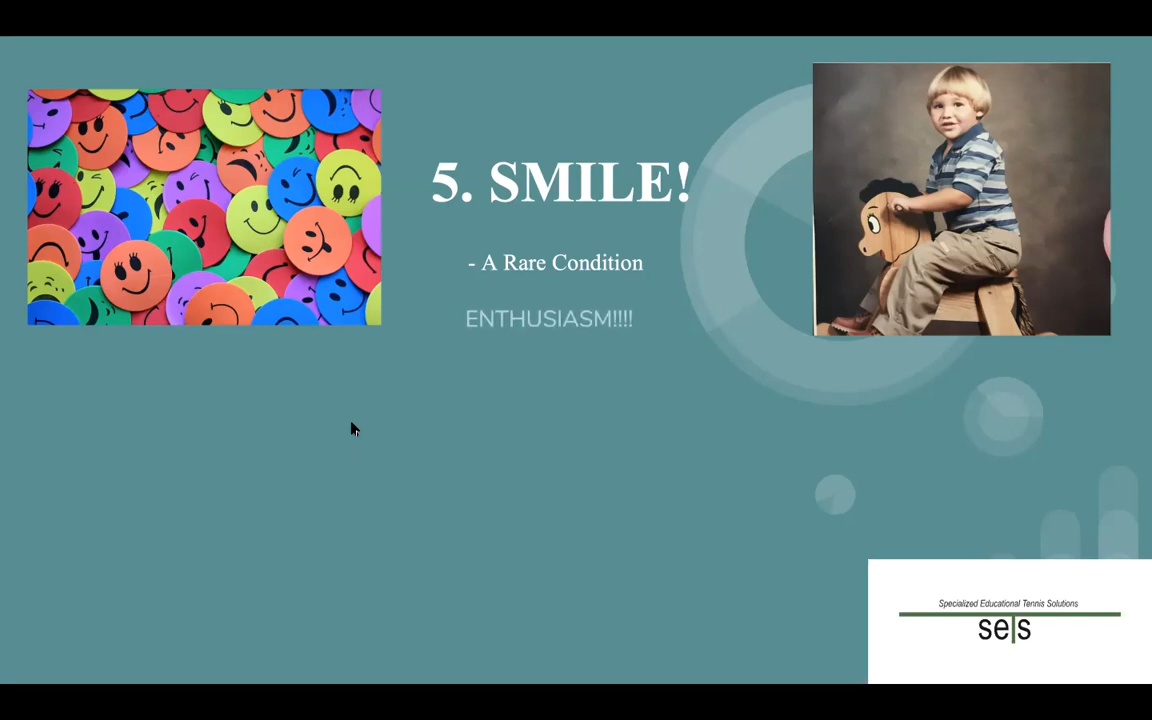 5. SMILE!
- A Rare Condition
ENTHUSIASM!!!!
Specialized Educational Tennis Solutions
sets